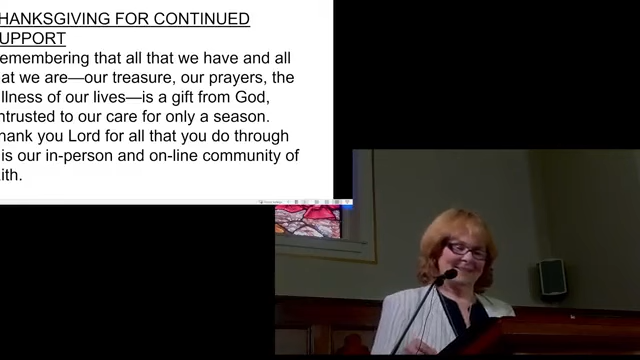 HANKSGIVING FOR CONTINUED
UPPORT
emembering that all that we have and all
at we are—our treasure, our prayers, the
llness of our lives—is a gift from God,
ntrusted to our care for only a season.
hank you Lord for all that you do through
is our in-person and on-line community of
ith.